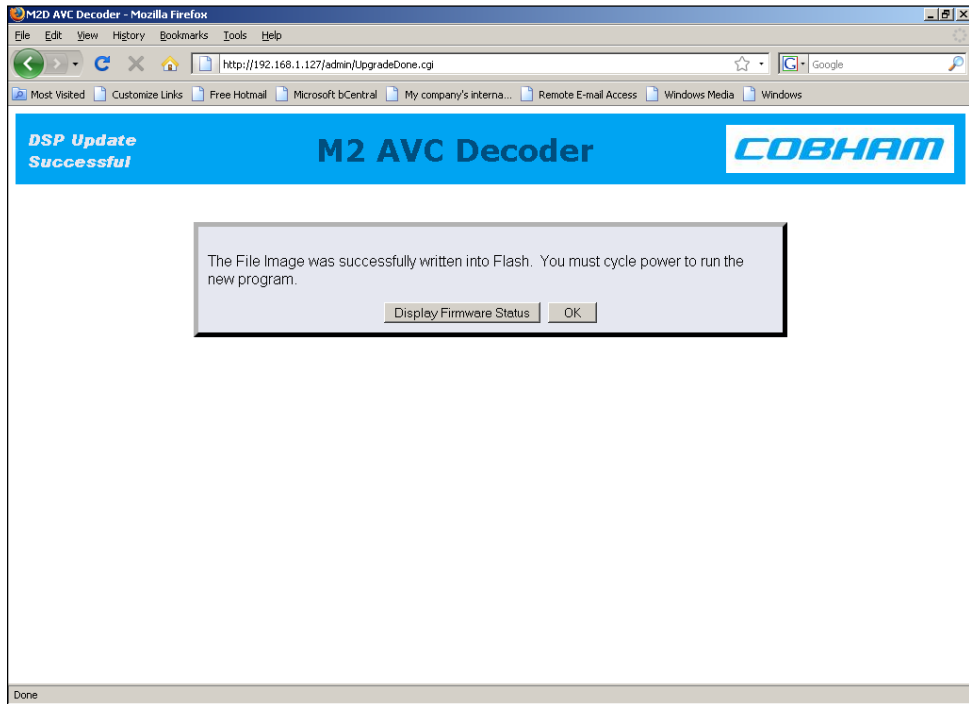 M2D AVC Decoder - Mozilla Firefox
File Edit View History Bookmarks Tools Help
http://192.168.1.127/admin/UpgradeDone.cgi
G Google
Most Visited Customize Links Free Hotmail Microsoft bCentral My company's interna... Remote E-mail Access Windows Media Windows
DSP Update
Successful
M2 AVC Decoder
COBHAM
The File Image was successfully written into Flash. You must cycle power to run the
new program.
Display Firmware Status OK
Done